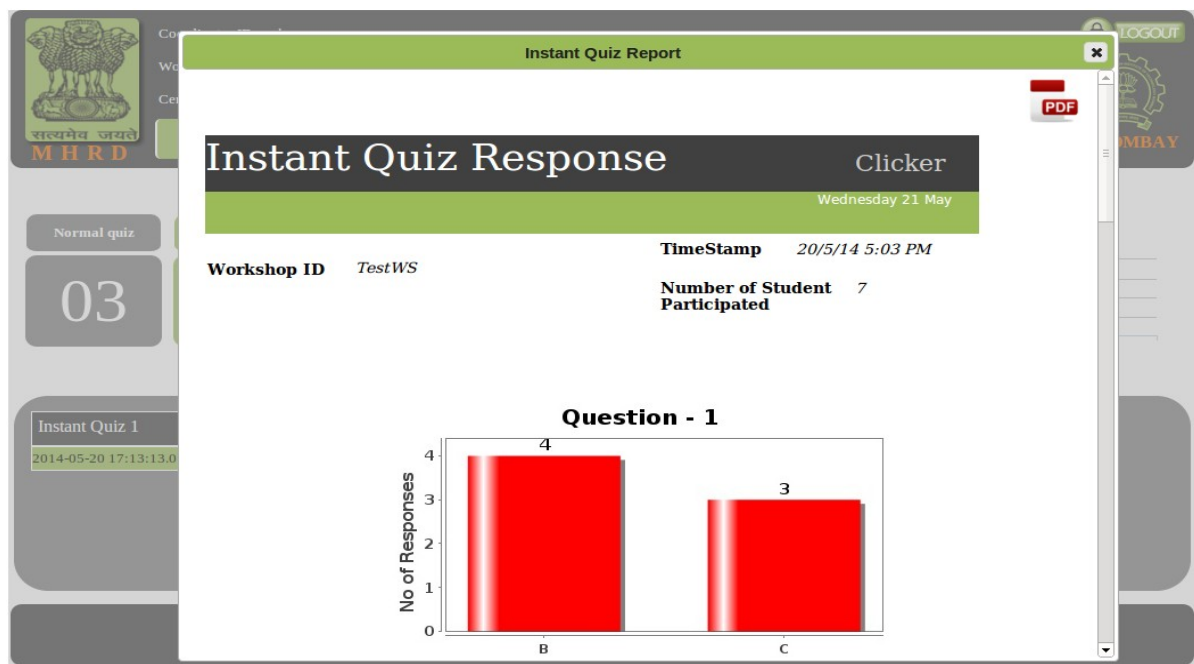 Instant Quiz Report
LOGOUT
सत्यमेव जयते
MHRD
PDF
Instant Quiz Response
Clicker
Wednesday 21 May
Workshop ID TestWS
TimeStamp 20/5/14 5:03 PM
Number of Student 7
Participated
Normal quiz
03
Instant Quiz 1
2014-05-20 17:13:13.0
Question - 1
No of Responses
4
3
2
1
0
4
3
B
C